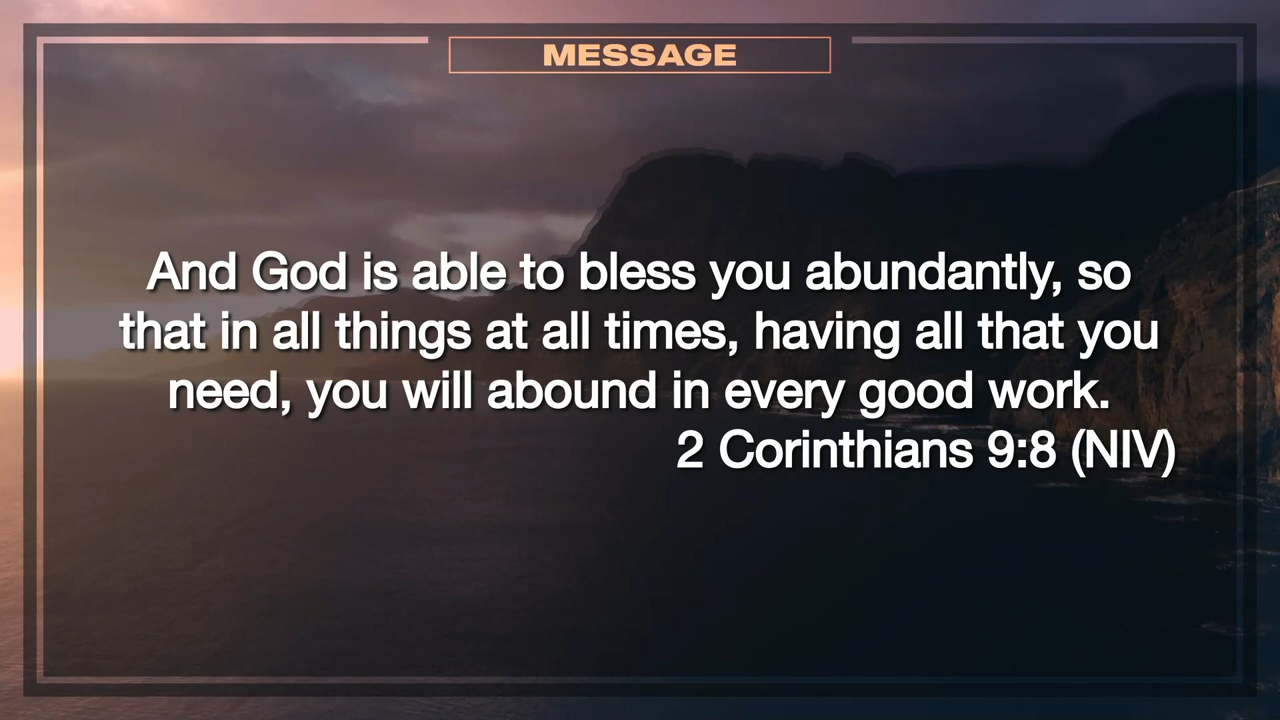 MESSAGE
And God is able to bless you abundantly, so
that in all things at all times, having all that you
need, you will abound in every good work.
2 Corinthians 9:8 (NIV)